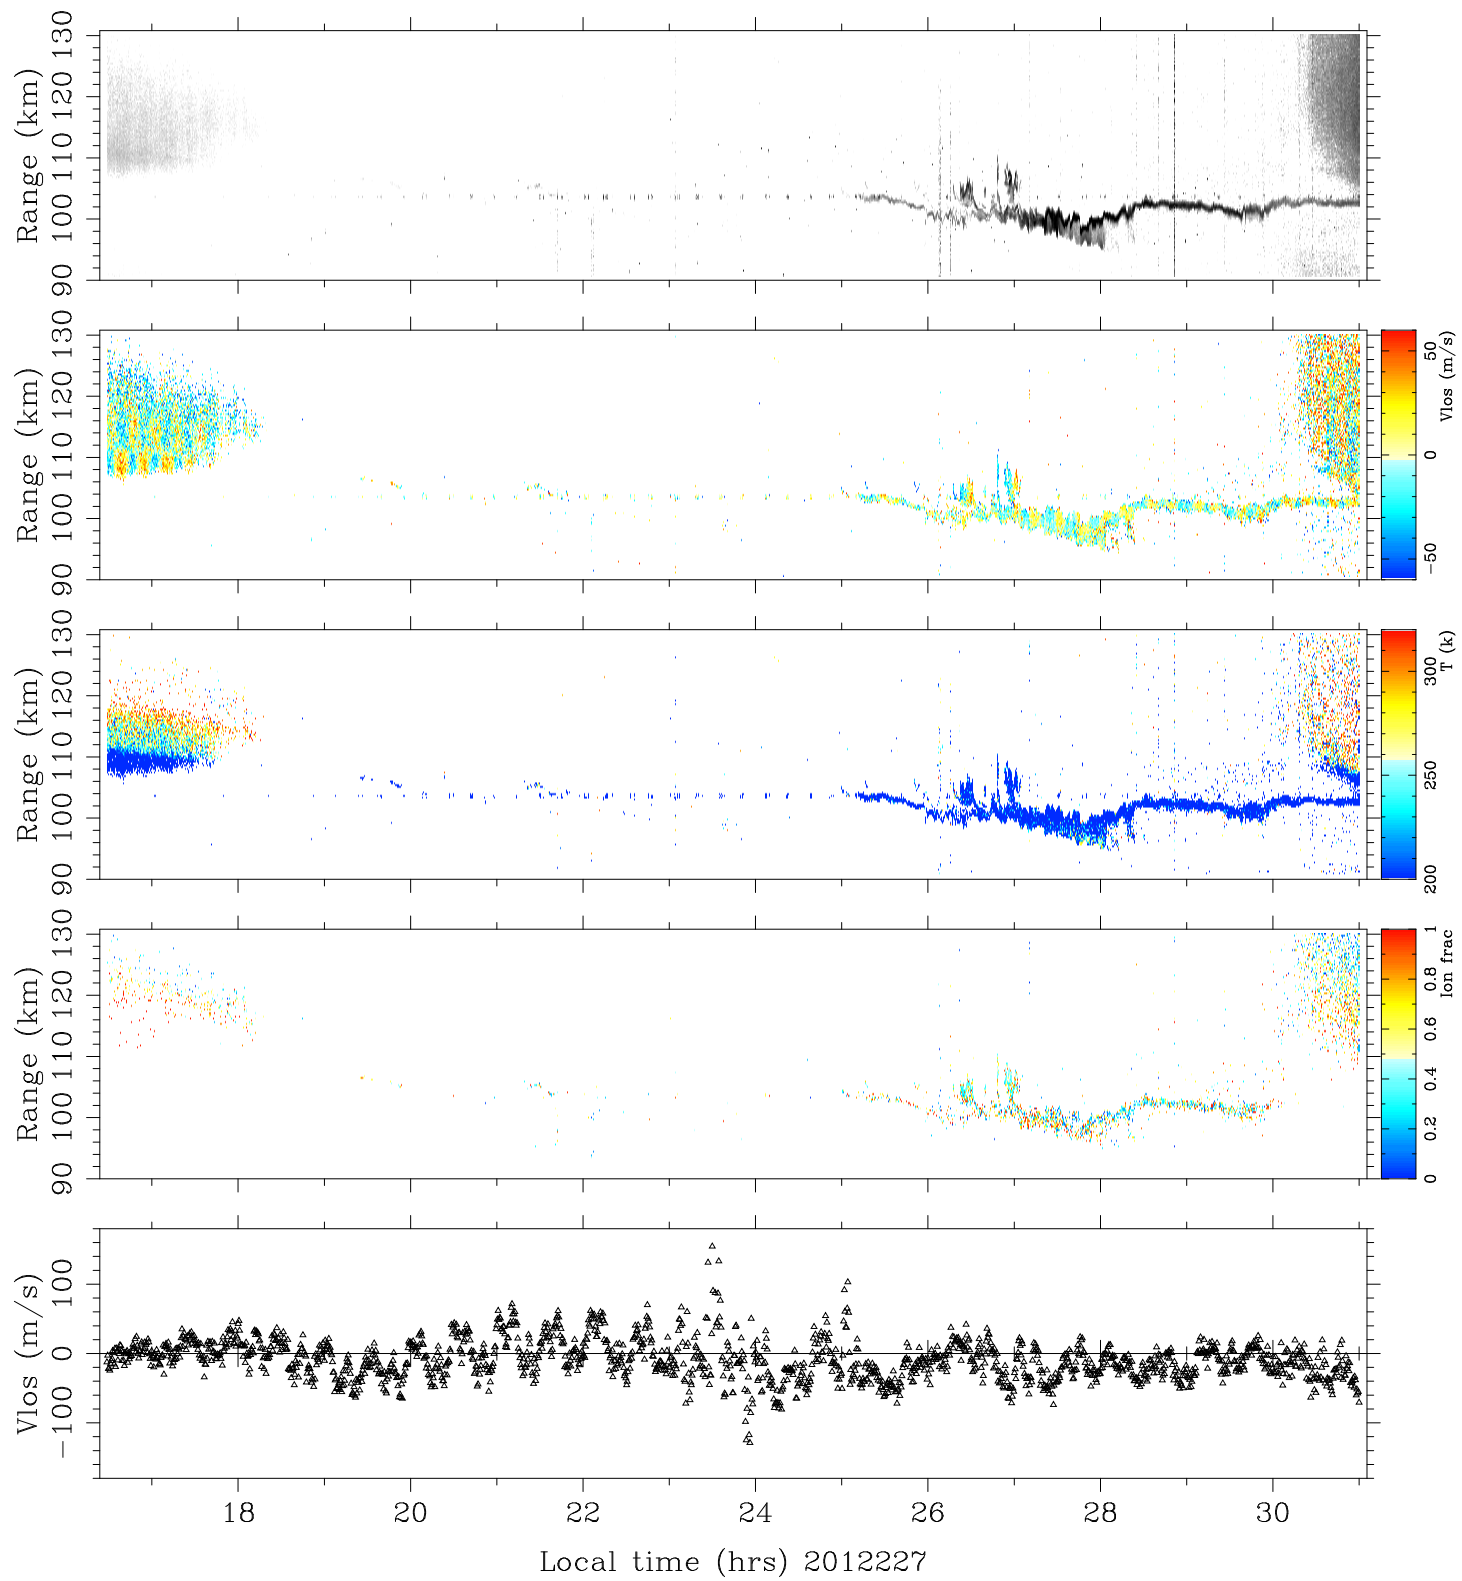 Range (km)
90 100 110 120 130
Range (km)
90 100 110 120 130
-50 0 50
Vlos (m/s)
Range (km)
90 100 110 120 130
200 250 300
T (k)
Range (km)
90 100 110 120 130
0 0.2 0.4 0.6 0.8 1
Ion frac
Vlos (m/s)
-100 0 100
18 20 22 24 26 28 30
Local time (hrs) 2012227